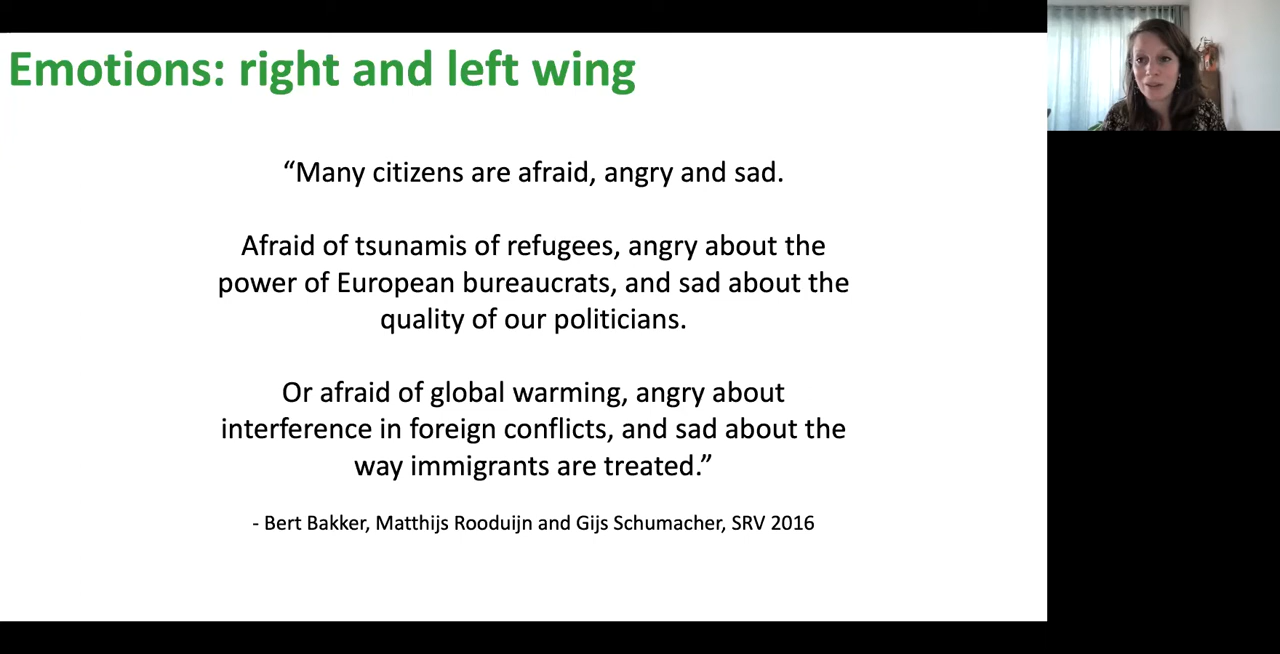 Emotions: right and left wing
“Many citizens are afraid, angry and sad.
Afraid of tsunamis of refugees, angry about the
power of European bureaucrats, and sad about the
quality of our politicians.
Or afraid of global warming, angry about
interference in foreign conflicts, and sad about the
way immigrants are treated.”
- Bert Bakker, Matthijs Rooduijn and Gijs Schumacher, SRV 2016